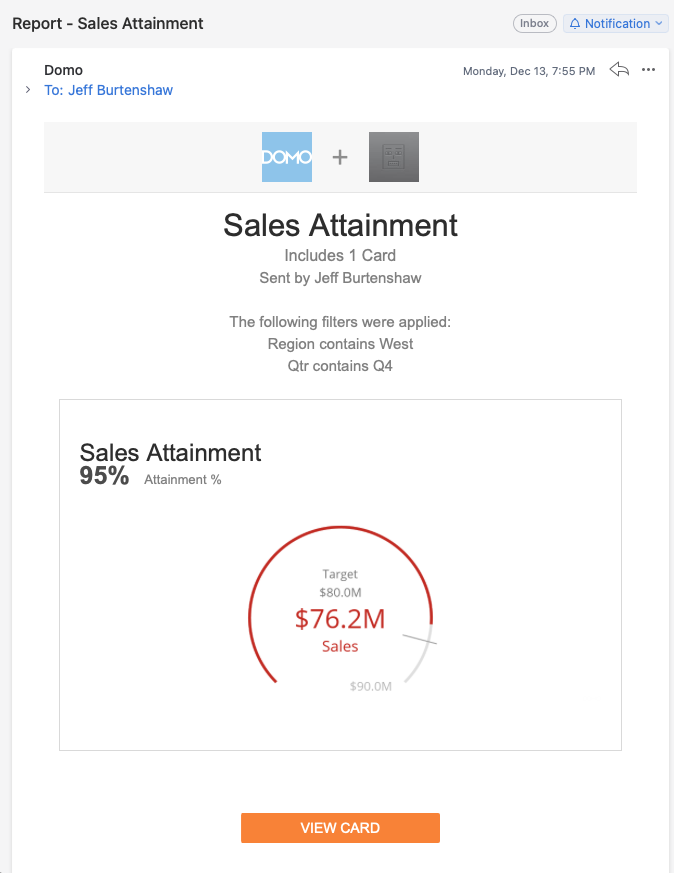 Report - Sales Attainment
Inbox
Notification
Domo
Monday, Dec 13, 7:55 PM
To: Jeff Burtenshaw
DOMO +
Sales Attainment
Includes 1 Card
Sent by Jeff Burtenshaw
The following filters were applied:
Region contains West
Qtr contains Q4
Sales Attainment
95% Attainment %
Target
$80.0M
$76.2M
Sales
$90.0M
VIEW CARD